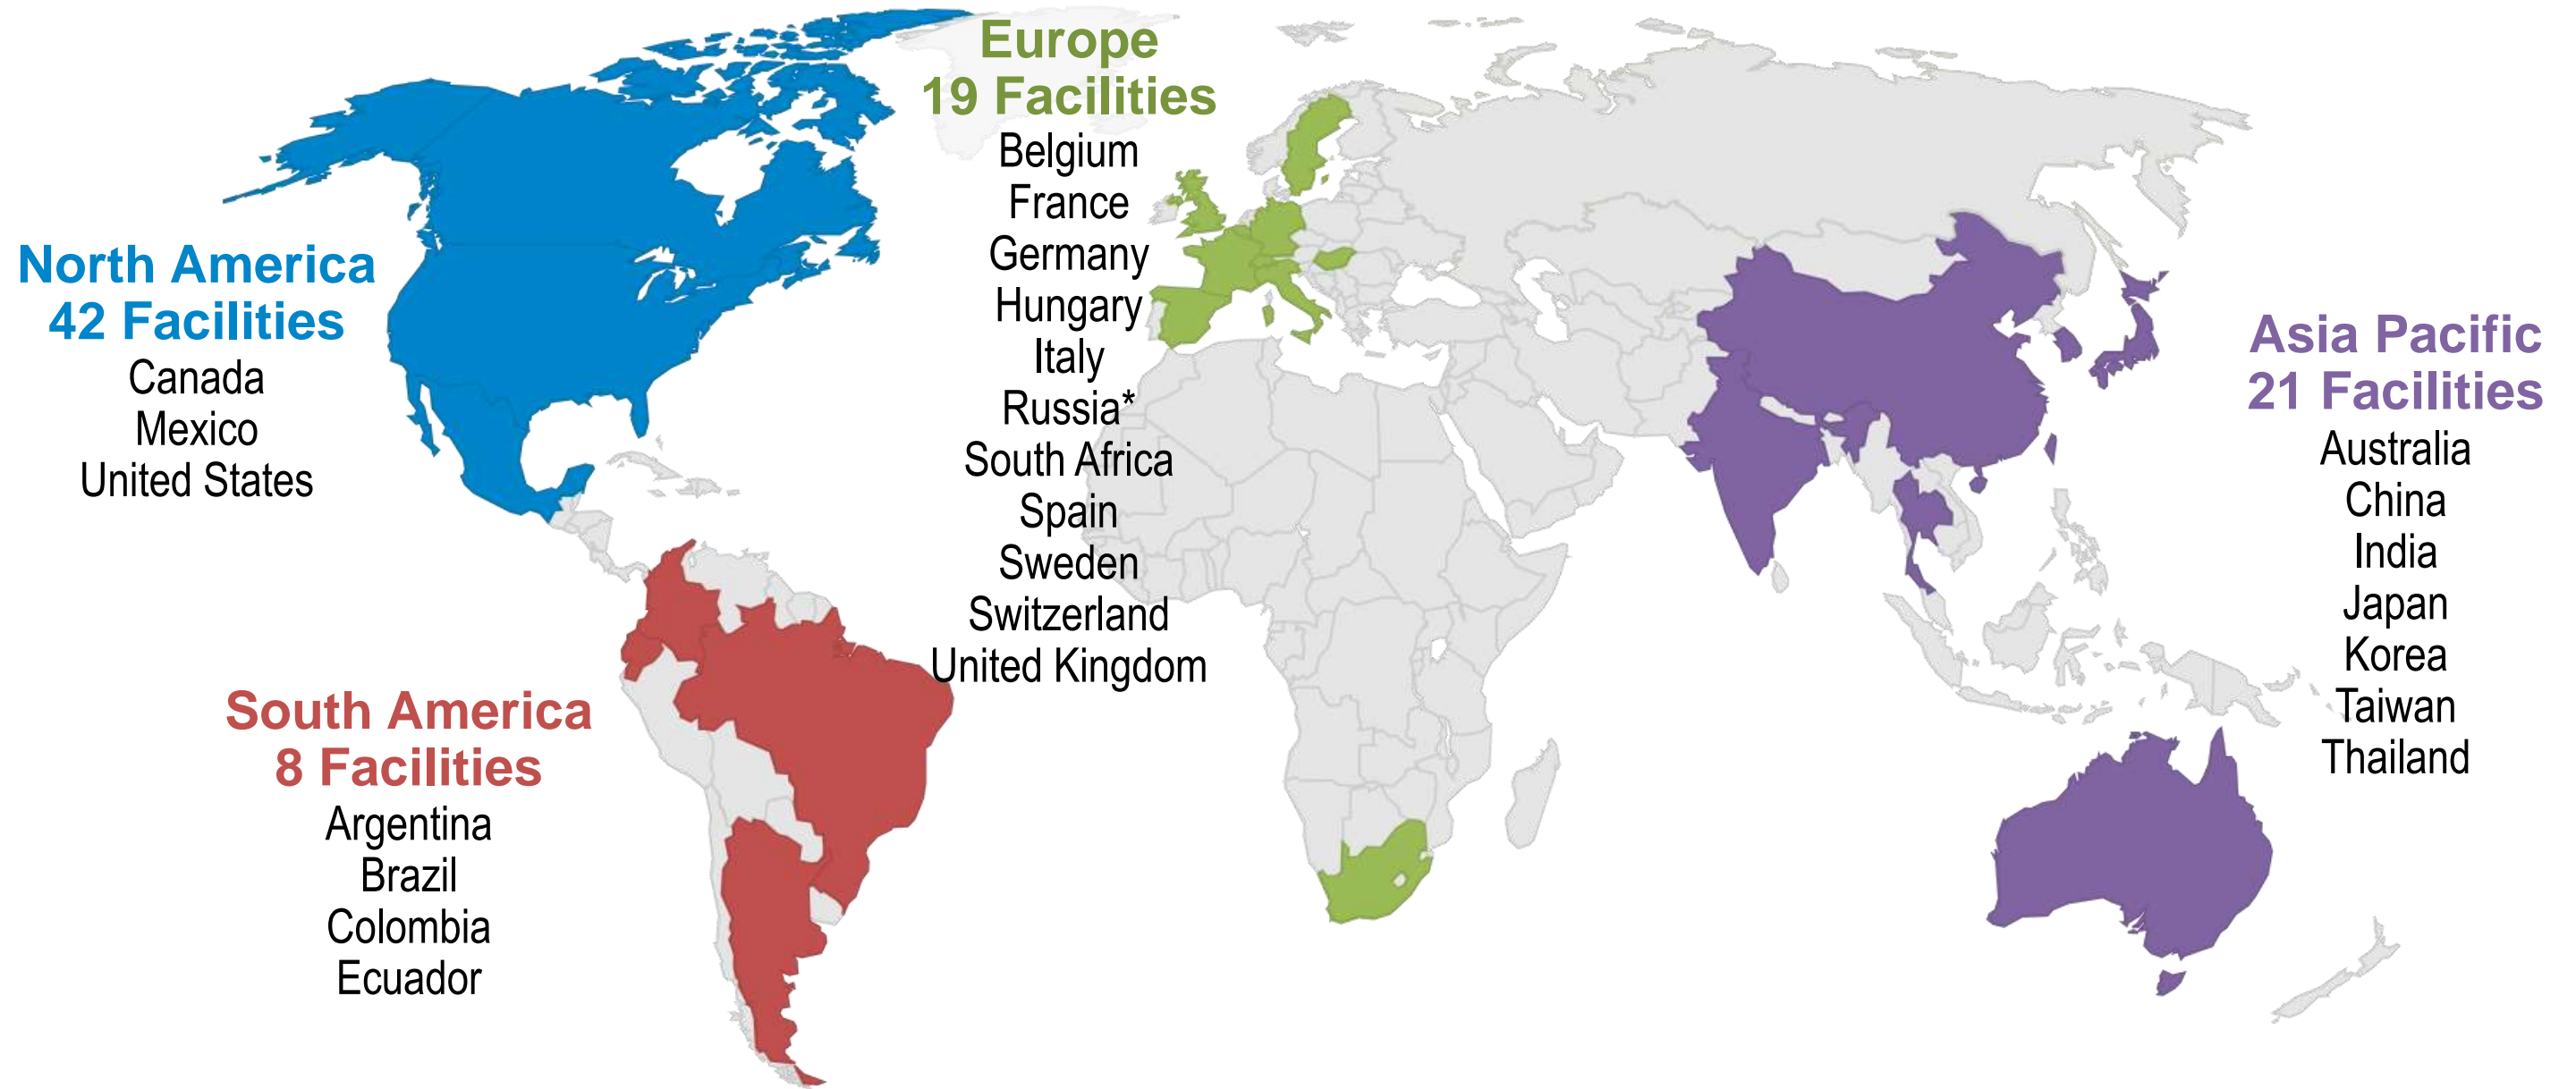 North America
42 Facilities
Canada
Mexico
United States
South America
8 Facilities
Argentina
Brazil
Colombia
Ecuador
Europe
19 Facilities
Belgium
France
Germany
Hungary
Italy
Russia*
South Africa
Spain
Sweden
Switzerland
United Kingdom
Asia Pacific
21 Facilities
Australia
China
India
Japan
Korea
Taiwan
Thailand